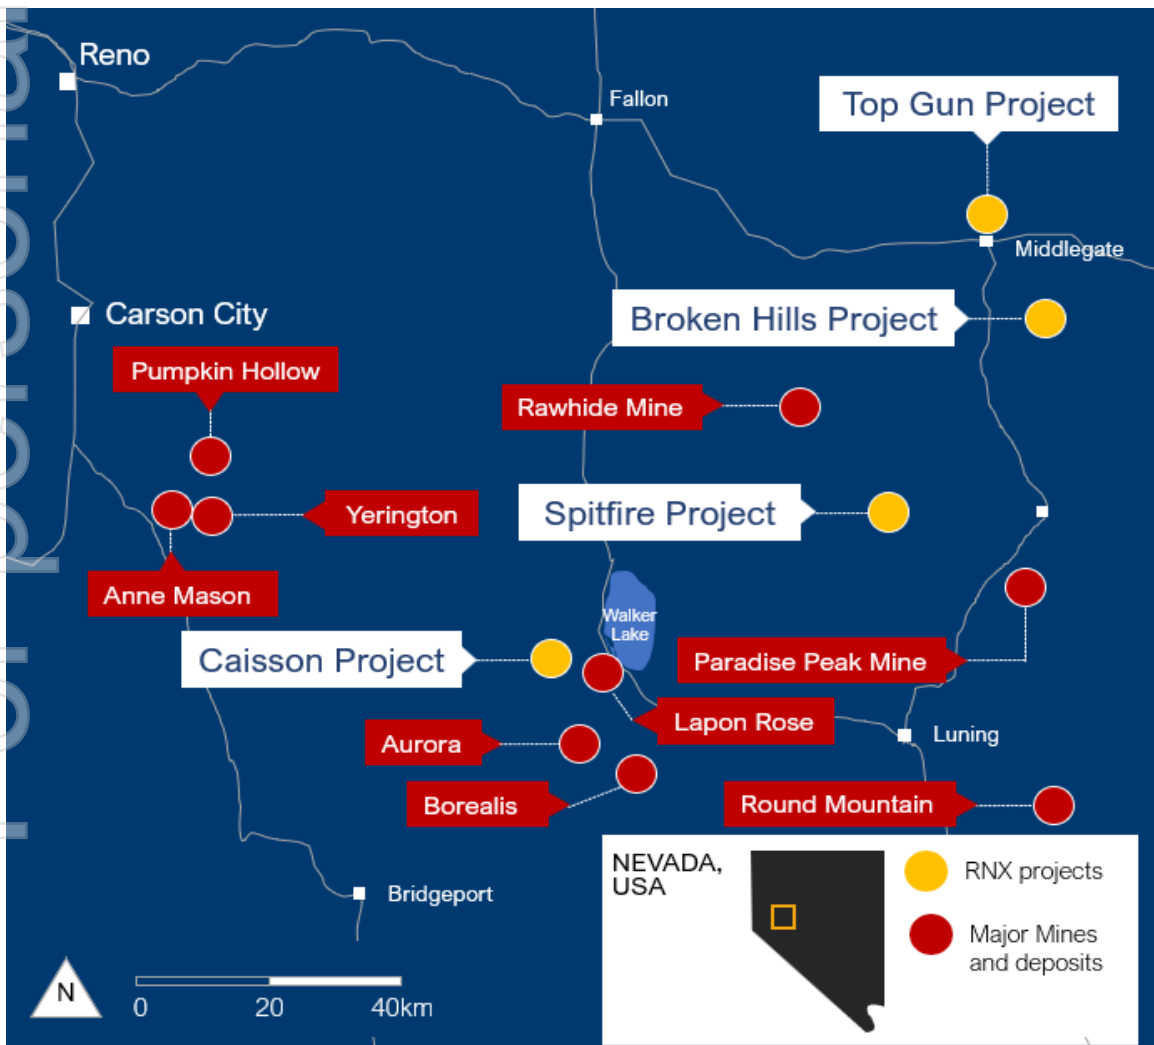 Reno
Fallon
Top Gun Project
Middlegate
Carson City
Broken Hills Project
Pumpkin Hollow
Rawhide Mine
Yerington
Spitfire Project
Anne Mason
Walker
Lake
Caisson Project
Paradise Peak Mine
Lapon Rose
Aurora
Luning
Borealis
Round Mountain
NEVADA,
USA
RNX projects
Major Mines
and deposits
Bridgeport
N
0 20 40km
personal